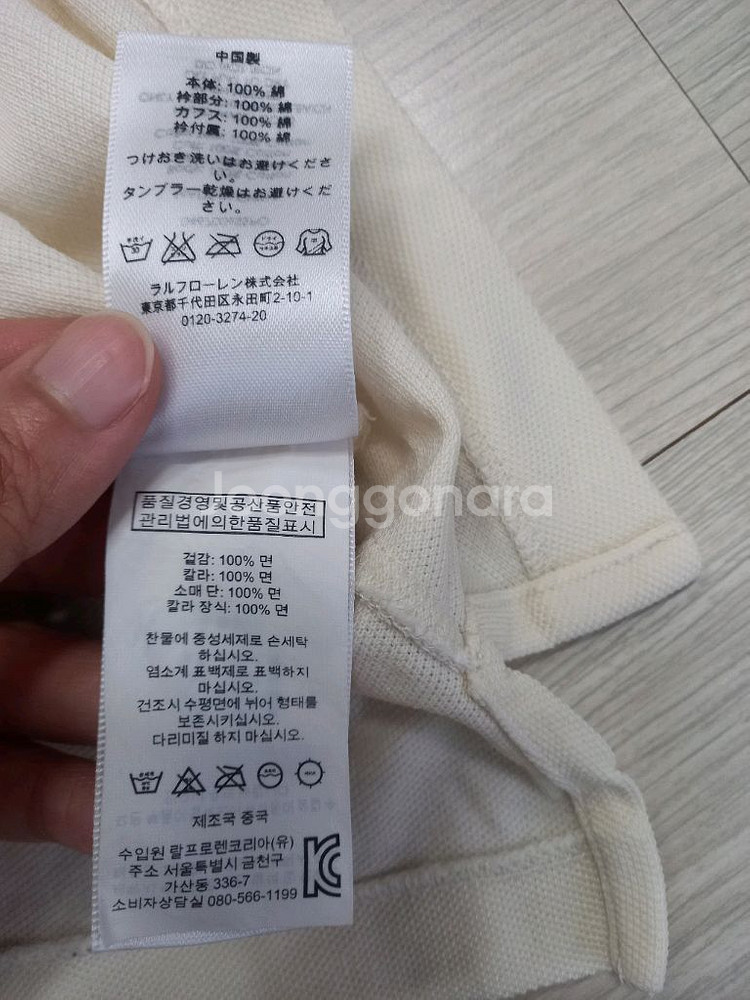 中国製
本体: 100% 綿
衿部分: 100% 綿
カフス: 100% 綿
衿付属: 100% 綿
つけおき洗いはお避けくださ
い。
タンブラー乾燥はお避けくだ
さい。
ラルフローレン株式会社
東京都千代田区永田町2-10-1
0120-3274-20
joonggonara
품질경영및공산품안전
관리법에의한품질표시
겉감: 100% 면
칼라: 100% 면
소매 단: 100% 면
칼라 장식: 100% 면
찬물에 중성세제로 손세탁
하십시오.
염소계 표백제로 표백하지
마십시오.
건조시 수평면에 뉘어 형태를
보존시키십시오.
다리미질 하지 마십시오.
제조국 중국
수입원 랄프로렌코리아(유)
주소 서울특별시 금천구
가산동 336-7
소비자상담실 080-566-1199